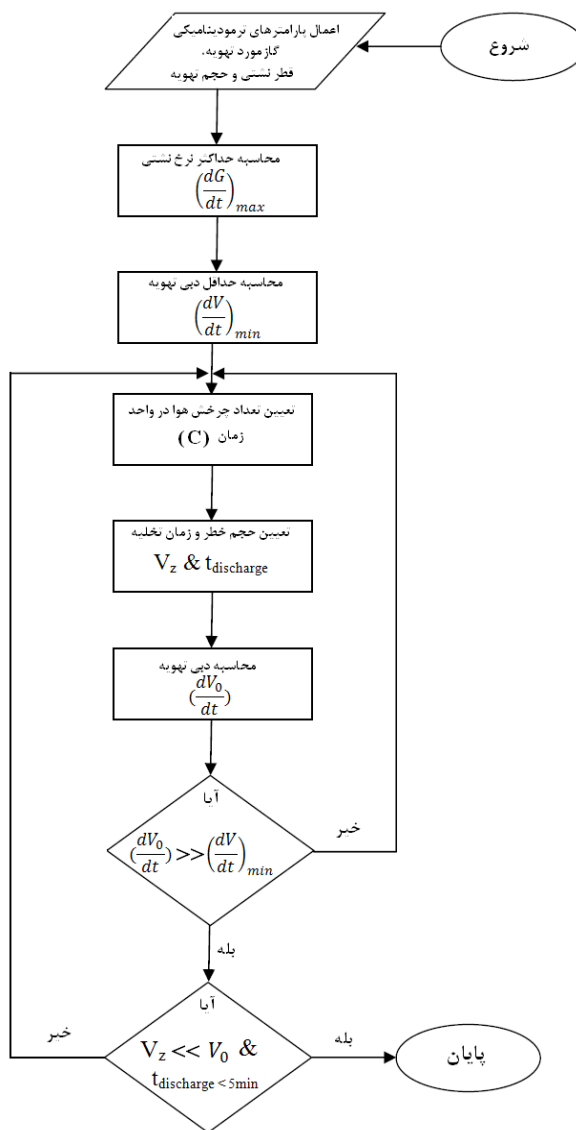 شروع
اعمال پارامترهای ترمودینامیکی
گاز مورد تهویه،
قطر نشتی و حجم تهویه
محاسبه حداکثر نرخ نشتی
(dG/dt)max
محاسبه حداقل دبی تهویه
(dV/dt)min
تعیین تعداد چرخش هوا در واحد
زمان (C)
تعیین حجم خطر و زمان تخلیه
Vz & tdischarge
محاسبه دبی تهویه
(dV0/dt)
آیا
(dV0/dt) >> (dV/dt)min
خیر
بله
آیا
Vz << V0 &
tdischarge < 5min
خیر
بله
پایان